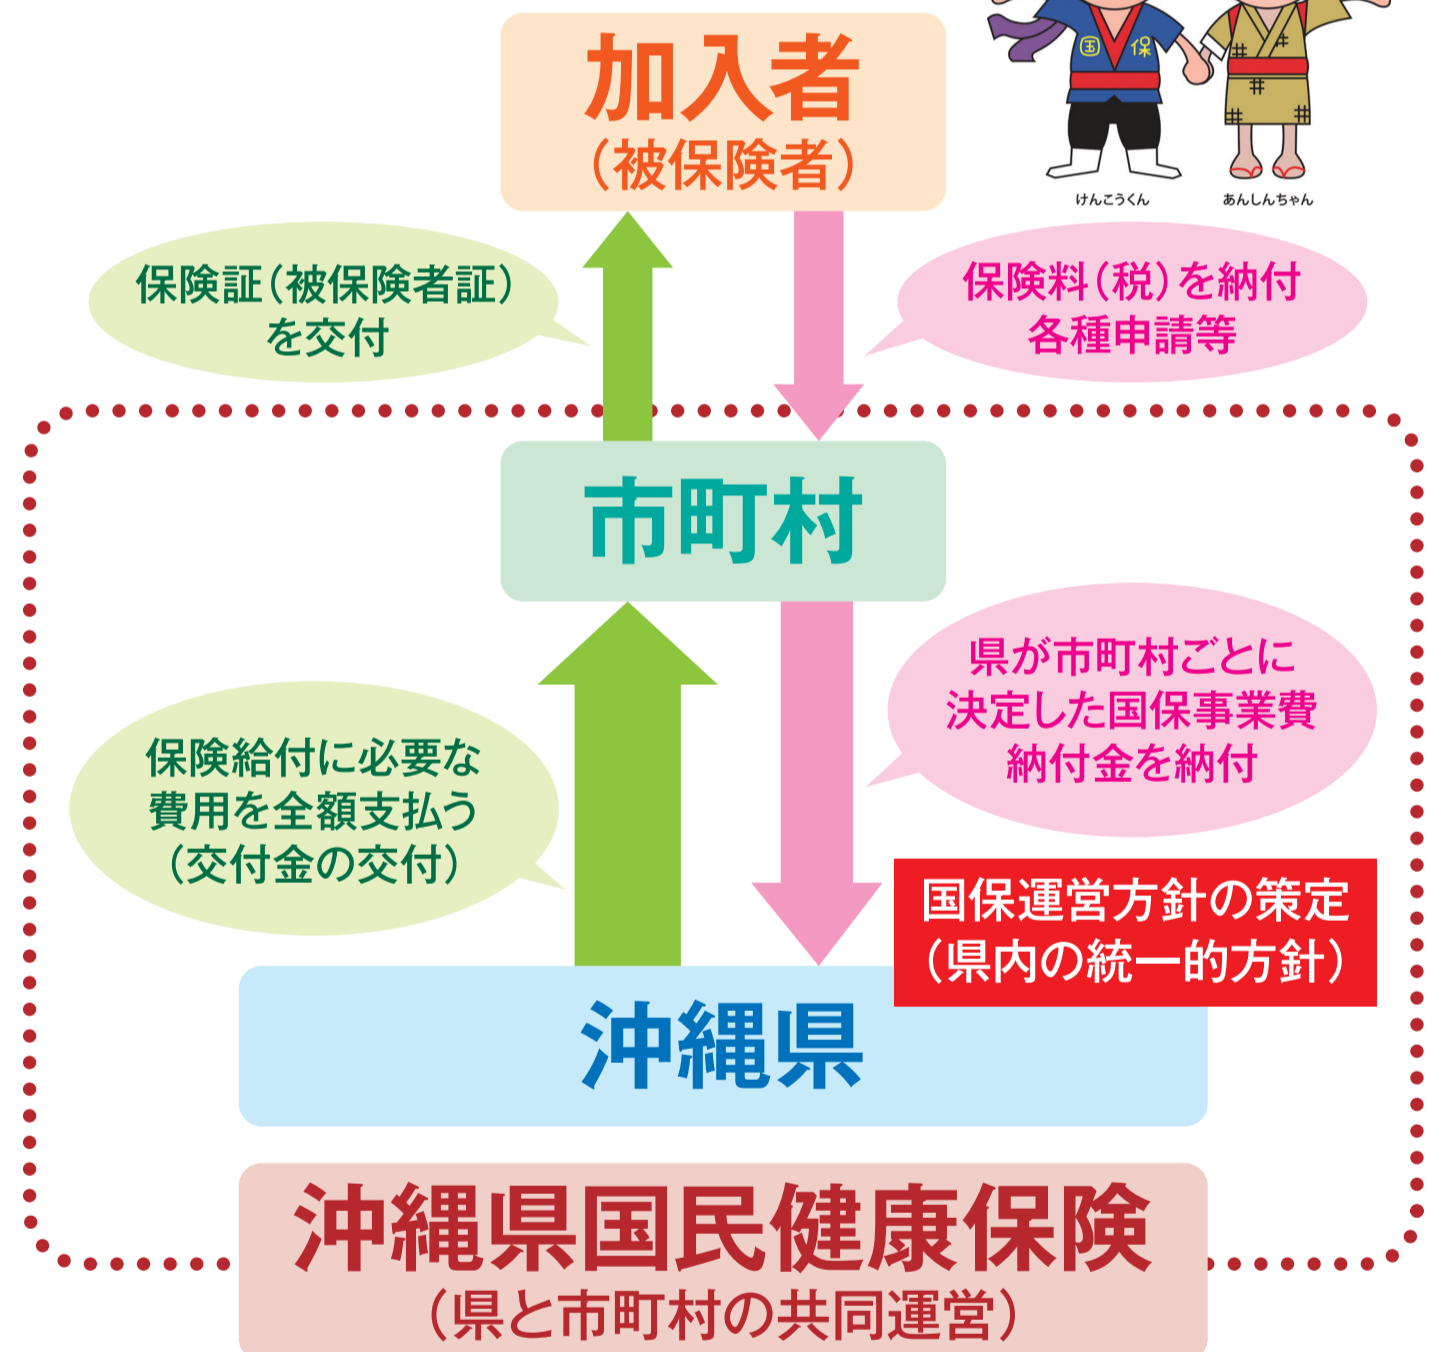 加入者
（被保険者）
国 保
けんこうくん
あんしんちゃん
保険証（被保険者証）
を交付
保険料（税）を納付
各種申請等
市町村
県が市町村ごとに
決定した国保事業費
納付金を納付
保険給付に必要な
費用を全額支払う
（交付金の交付）
国保運営方針の策定
（県内の統一的方針）
沖縄県
沖縄県国民健康保険
（県と市町村の共同運営）